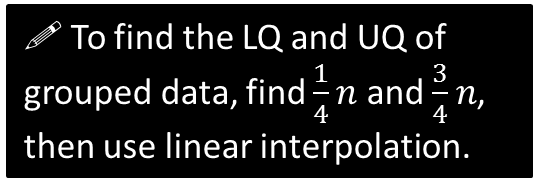 To find the LQ and UQ of
grouped data, find 1/4 n and 3/4 n,
then use linear interpolation.